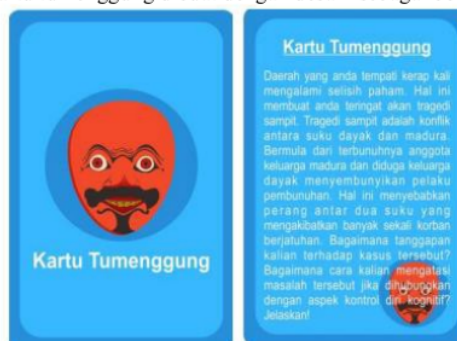 Kartu Tumenggung
Kartu Tumenggung
Daerah yang anda tempati kerap kali
mengalami selisih paham. Hal ini
membuat anda teringat akan tragedi
sampit. Tragedi sampit adalah konflik
antara suku dayak dan madura.
Bermula dari terbunuhnya anggota
keluarga madura dan diduga keluarga
dayak menyembunyikan pelaku
pembunuhan. Hal ini menyebabkan
perang antar dua suku yang
mengakibatkan banyak sekali korban
berjatuhan. Bagaimana tanggapan
kalian terhadap kasus tersebut?
Bagaimana cara kalian mengatasi
masalah tersebut jika dihubungkan
dengan aspek kontrol diri kognitif?
Jelaskan!